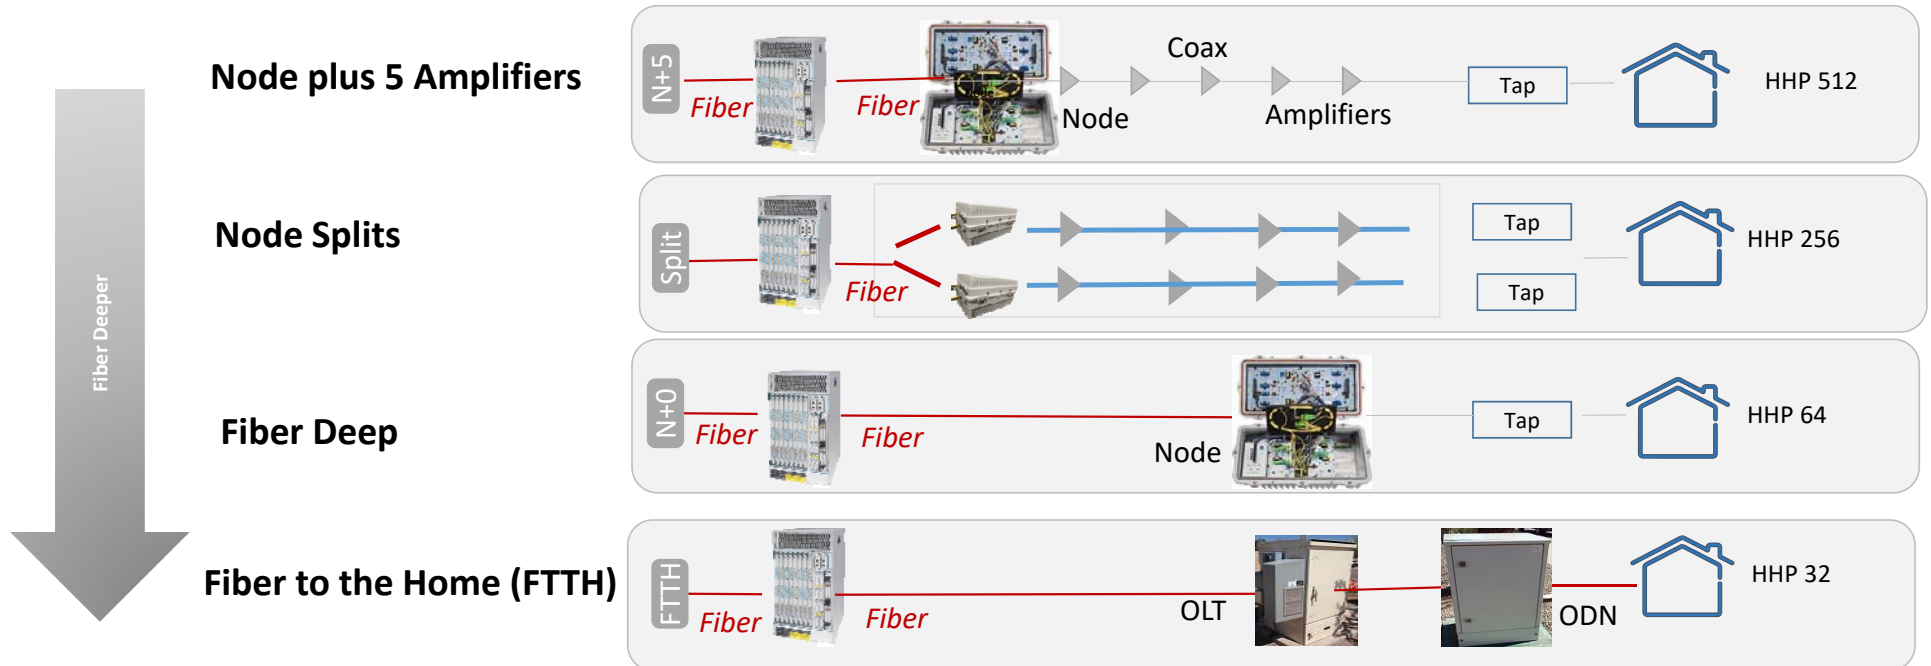 Node plus 5 Amplifiers
N+5
Fiber
Fiber
Node
Node
Coax
Amplifiers
Tap
HHP 512
Node Splits
Split
Fiber
Tap
Tap
HHP 256
Fiber Deeper
Fiber Deep
N+0
Fiber
Fiber
Node
Tap
HHP 64
Fiber to the Home (FTTH)
FTTH
Fiber
Fiber
OLT
ODN
HHP 32